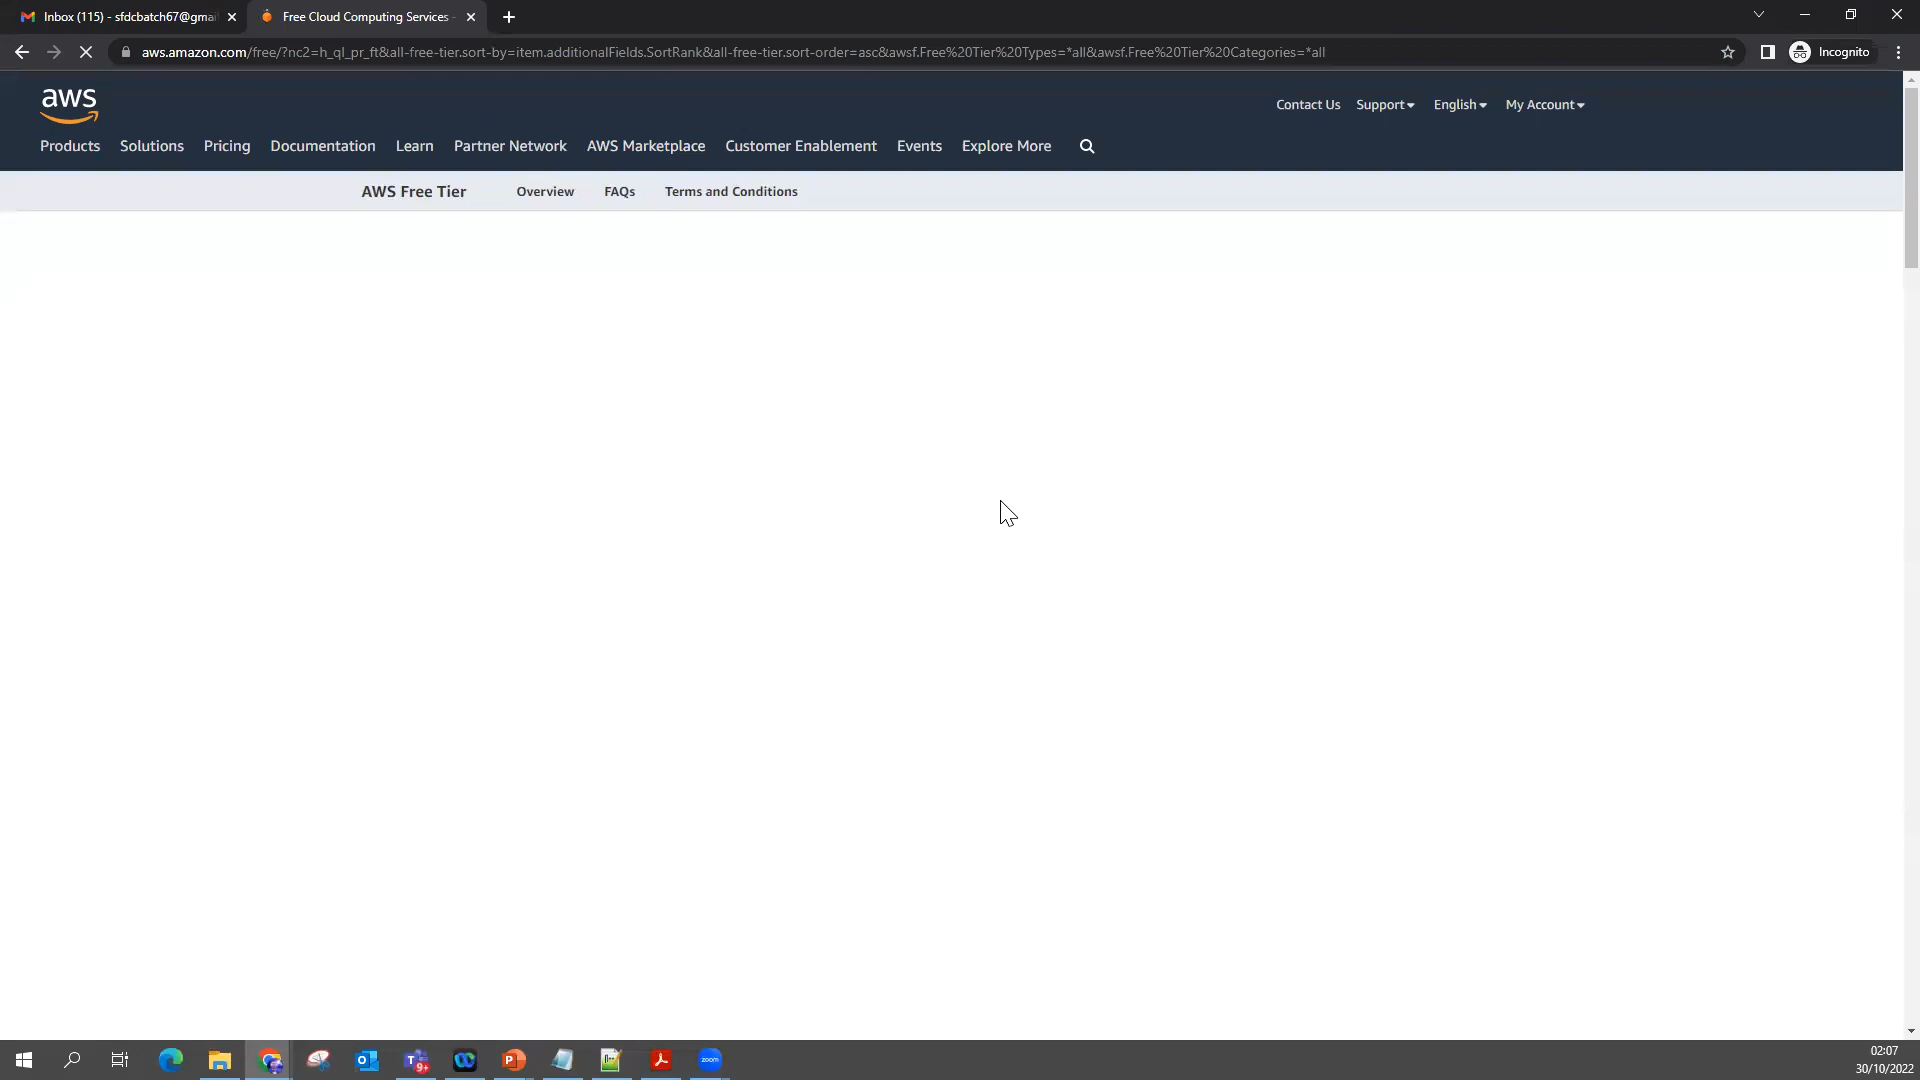 Inbox (115) - sfdcbatch67@gmai
Free Cloud Computing Services -
aws.amazon.com/free/?nc2=h_ql_pr_ft&all-free-tier.sort-by=item.additionalFields.SortRank&all-free-tier.sort-order=asc&awsf.Free%20Tier%20Types=*all&awsf.Free%20Tier%20Categories=*all
Incognito
aws
Contact Us Support English My Account
Products Solutions Pricing Documentation Learn Partner Network AWS Marketplace Customer Enablement Events Explore More
AWS Free Tier Overview FAQs Terms and Conditions
9+
zoom
02:07
30/10/2022